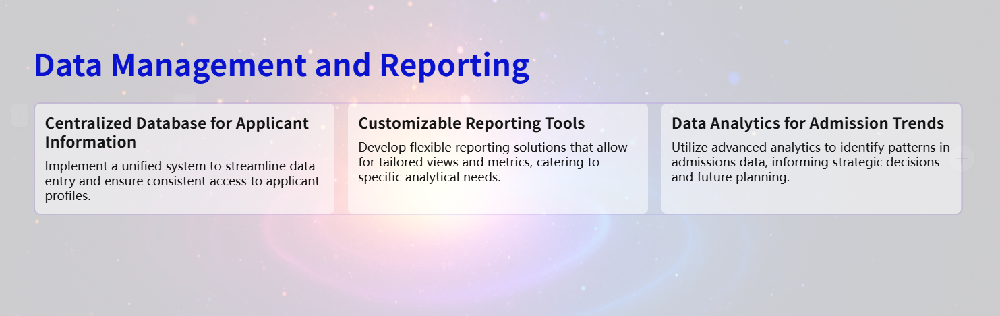 Data Management and Reporting
Centralized Database for Applicant
Information
Implement a unified system to streamline data
entry and ensure consistent access to applicant
profiles.
Customizable Reporting Tools
Develop flexible reporting solutions that allow
for tailored views and metrics, catering to
specific analytical needs.
Data Analytics for Admission Trends
Utilize advanced analytics to identify patterns in
admissions data, informing strategic decisions
and future planning.